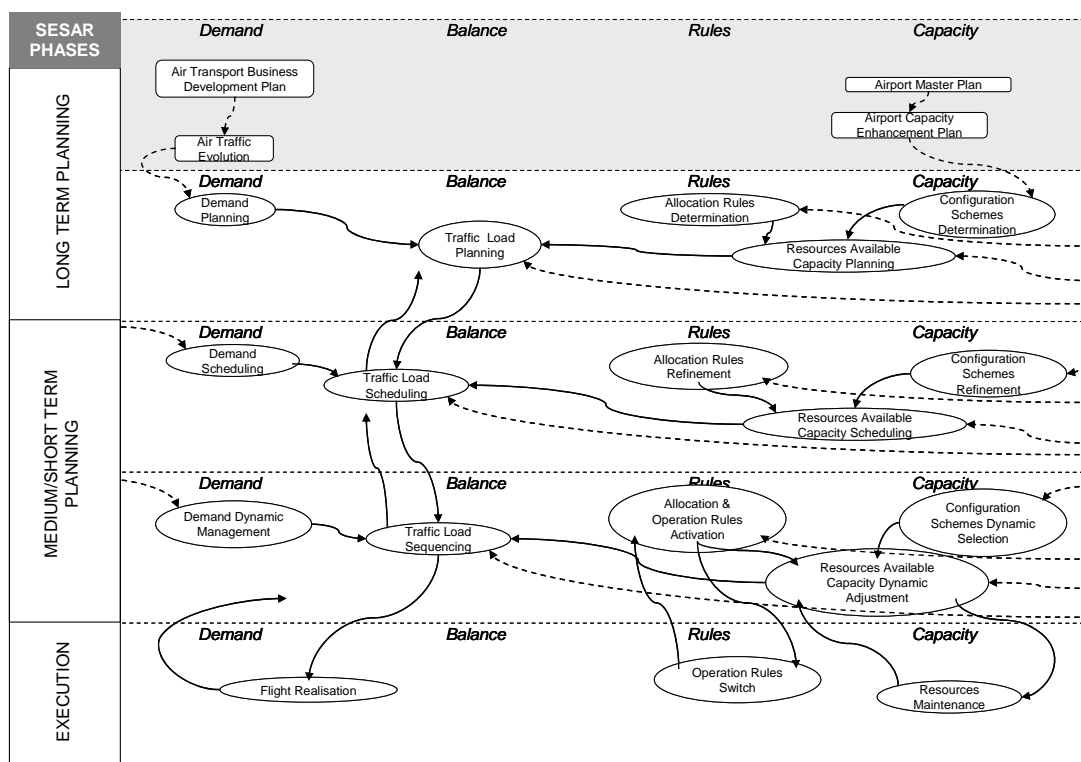 SESAR
PHASES
Demand
Balance
Rules
Capacity
LONG TERM PLANNING
Air Transport Business
Development Plan
Airport Master Plan
Air Traffic
Evolution
Airport Capacity
Enhancement Plan
Demand
Balance
Rules
Capacity
Demand
Planning
Traffic Load
Planning
Allocation Rules
Determination
Configuration
Schemes
Determination
Resources Available
Capacity Planning
MEDIUM/SHORT TERM
PLANNING
Demand
Balance
Rules
Capacity
Demand
Scheduling
Traffic Load
Scheduling
Allocation Rules
Refinement
Configuration
Schemes
Refinement
Resources Available
Capacity Scheduling
Demand
Balance
Rules
Capacity
Demand Dynamic
Management
Traffic Load
Sequencing
Allocation &
Operation Rules
Activation
Configuration
Schemes Dynamic
Selection
Resources Available
Capacity Dynamic
Adjustment
EXECUTION
Demand
Balance
Rules
Capacity
Flight Realisation
Operation Rules
Switch
Resources
Maintenance